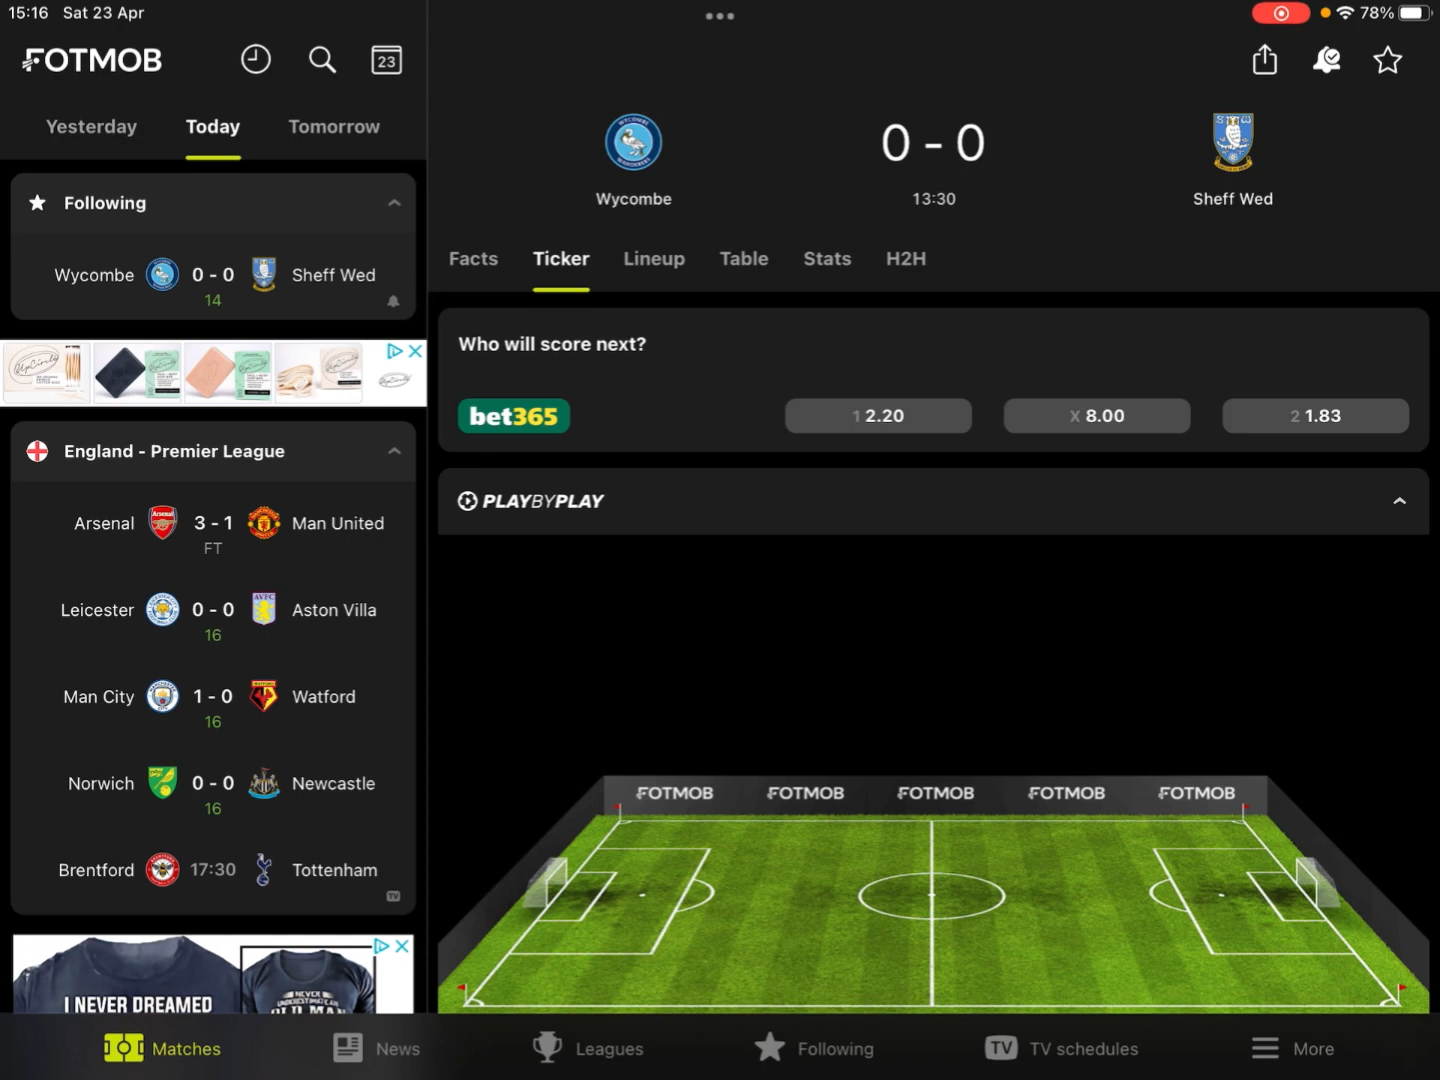 15:16 Sat 23 Apr
78%
FOTMOB
23
Yesterday Today Tomorrow
Following
Wycombe 0 - 0 Sheff Wed
14
England - Premier League
Arsenal 3 - 1 Man United
FT
Leicester 0 - 0 Aston Villa
16
Man City 1 - 0 Watford
16
Norwich 0 - 0 Newcastle
16
Brentford 17:30 Tottenham
TV
I NEVER DREAMED
NEVER
0 - 0
Wycombe 13:30 Sheff Wed
Facts Ticker Lineup Table Stats H2H
Who will score next?
bet365 1 2.20 X 8.00 2 1.83
PLAYBYPLAY
FOTMOB FOTMOB FOTMOB FOTMOB FOTMOB
Matches News Leagues Following TV TV schedules More